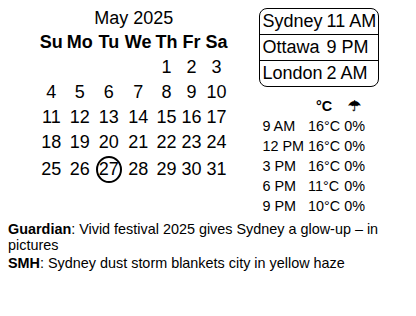 May 2025
Su Mo Tu We Th Fr Sa
1 2 3
4 5 6 7 8 9 10
11 12 13 14 15 16 17
18 19 20 21 22 23 24
25 26 27 28 29 30 31
Sydney 11 AM
Ottawa 9 PM
London 2 AM
°C ☂
9 AM 16°C 0%
12 PM 16°C 0%
3 PM 16°C 0%
6 PM 11°C 0%
9 PM 10°C 0%
Guardian: Vivid festival 2025 gives Sydney a glow-up – in
pictures
SMH: Sydney dust storm blankets city in yellow haze